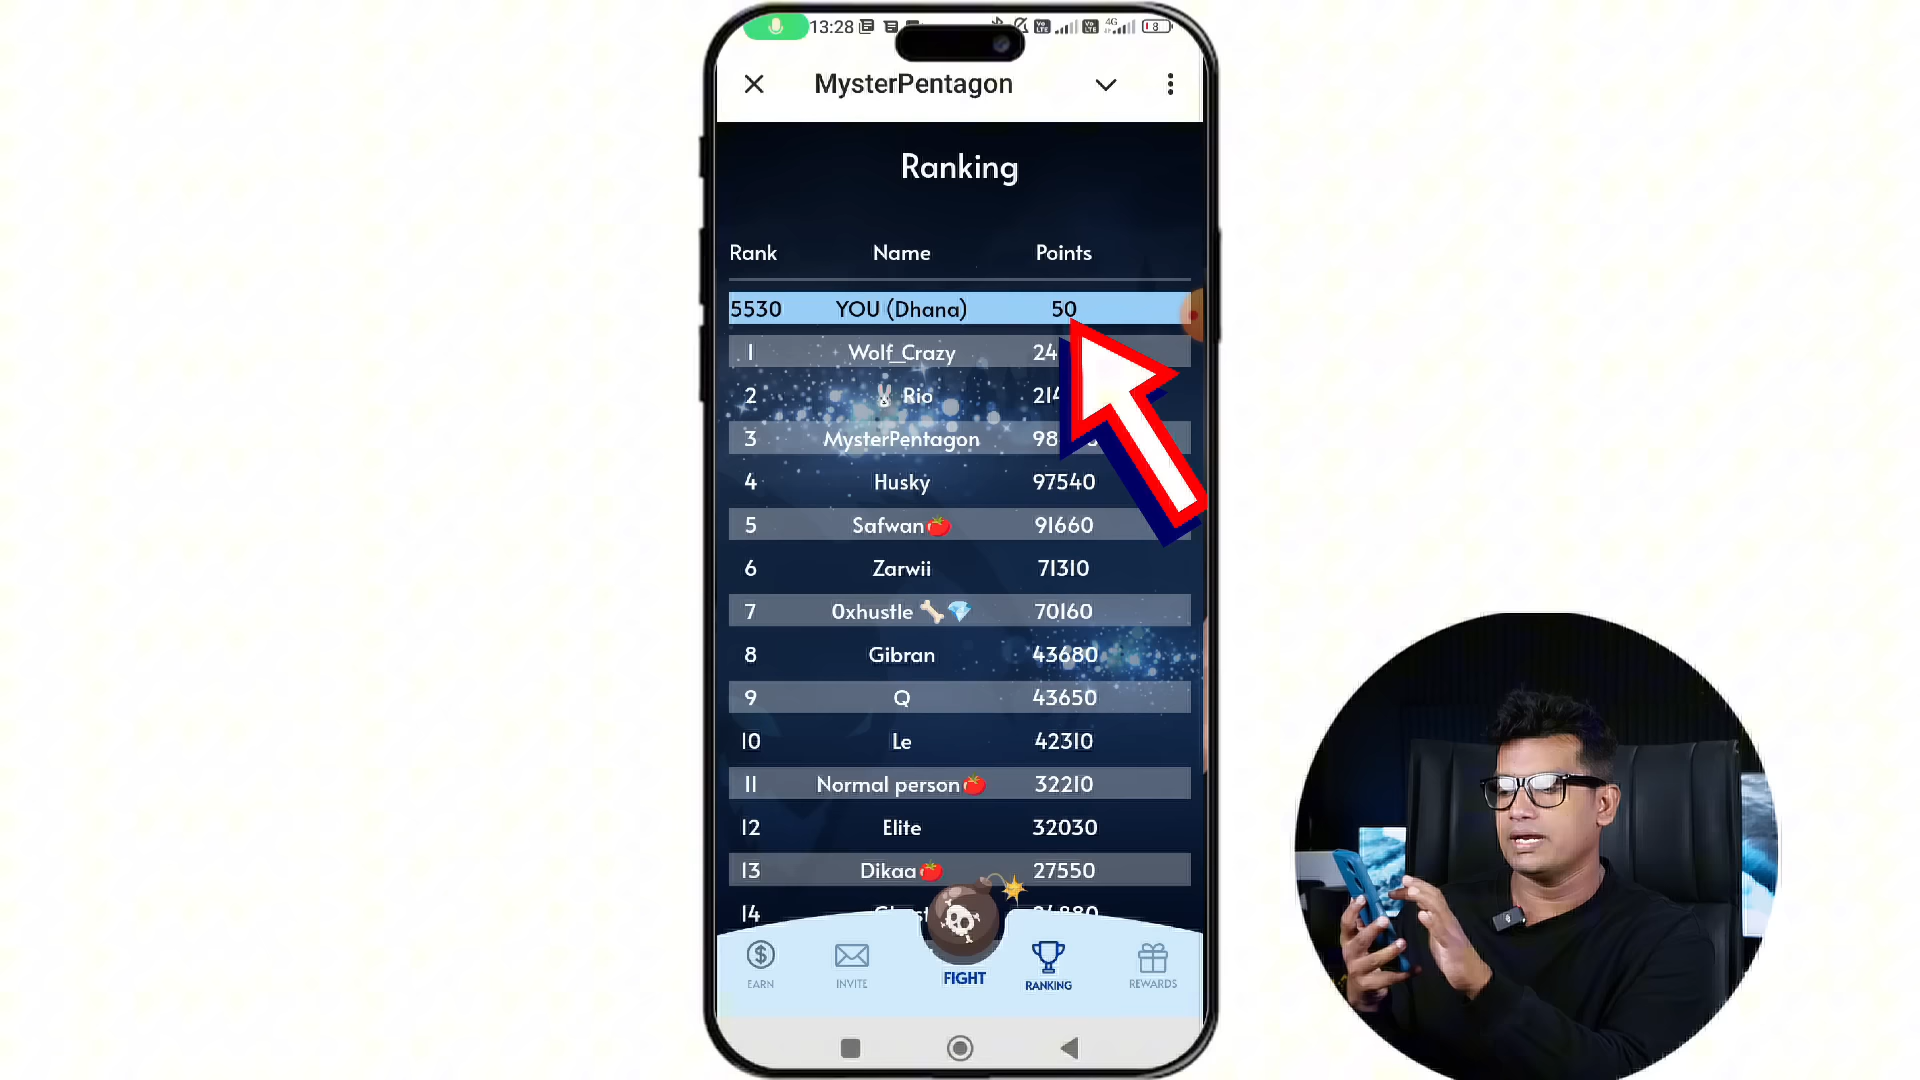 13:28
4G
8
MysterPentagon
Ranking
Rank Name Points
5530 YOU (Dhana) 50
1 Wolf_Crazy
2 Rio
3 MysterPentagon
4 Husky 97540
5 Safwan🍅 91660
6 Zarwii 71310
7 0xhustle 🦴💎 70160
8 Gibran 43680
9 Q 43650
10 Le 42310
11 Normal person🍅 32210
12 Elite 32030
13 Dikaa🍅 27550
14
EARN INVITE FIGHT RANKING REWARDS